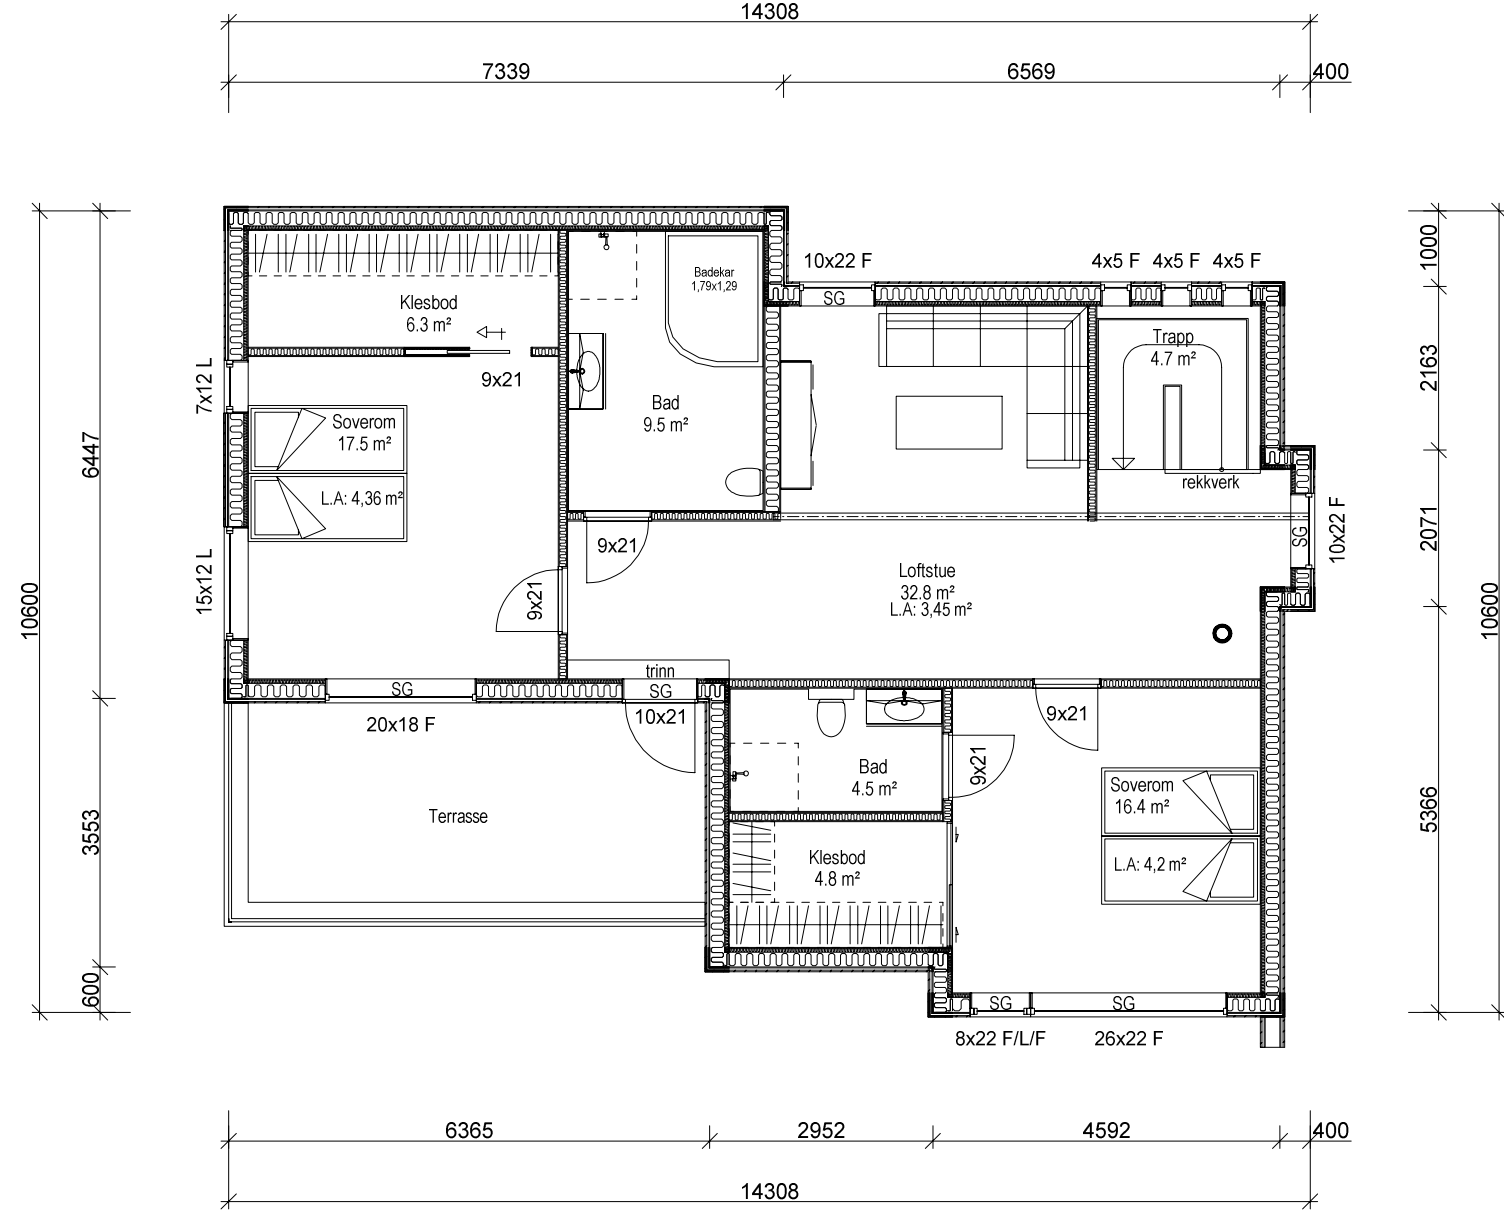 14308
7339
6569
400
10x22 F
4x5 F
4x5 F
4x5 F
SG
Badekar
1,79x1,29
Klesbod
6.3 m²
9x21
Trapp
4.7 m²
1000
2163
7x12 L
Soverom
17.5 m²
Bad
9.5 m²
6447
L.A: 4,36 m²
rekkverk
10x22 F
SG
2071
9x21
15x12 L
9x21
Loftstue
32.8 m²
L.A: 3,45 m²
10600
10600
trinn
SG
SG
20x18 F
10x21
9x21
9x21
Bad
4.5 m²
Soverom
16.4 m²
Terrasse
3553
5366
Klesbod
4.8 m²
L.A: 4,2 m²
600
SG
SG
8x22 F/L/F
26x22 F
6365
2952
4592
400
14308